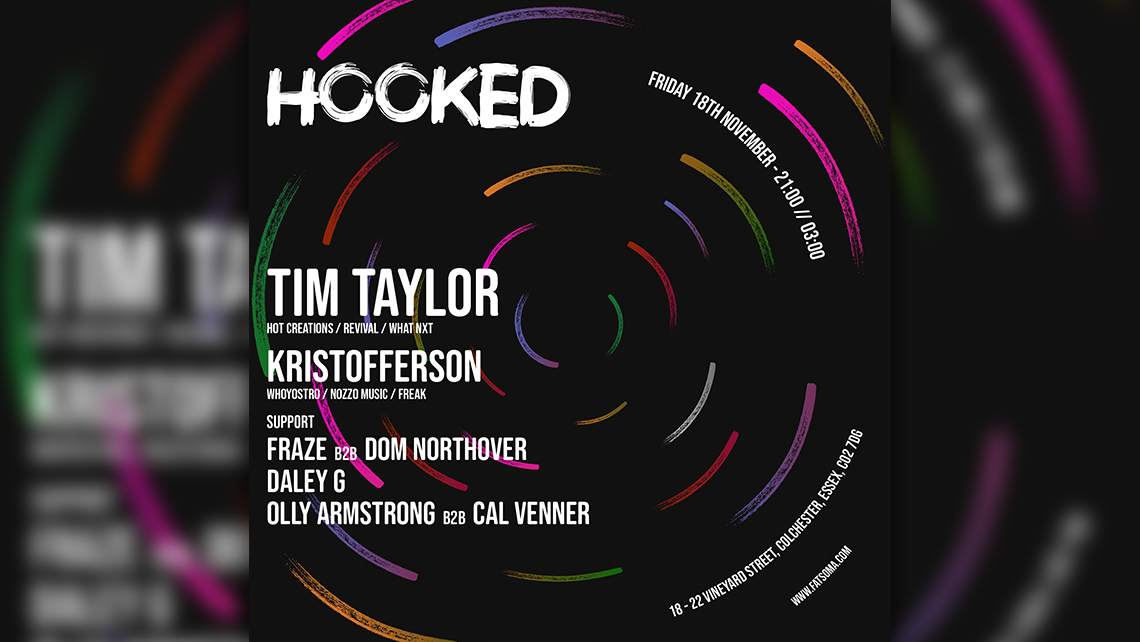 HOOKED
FRIDAY 18TH NOVEMBER - 21:00 // 03:00
TIM TAYLOR
HOT CREATIONS / REVIVAL / WHAT NXT
KRISTOFFERSON
WHOYOSTRO / NOZZO MUSIC / FREAK
SUPPORT
FRAZE B2B DOM NORTHOVER
DALEY G
OLLY ARMSTRONG B2B CAL VENNER
18 - 22 VINEYARD STREET, COLCHESTER, ESSEX, CO2 7DG
WWW.FATSOMA.COM